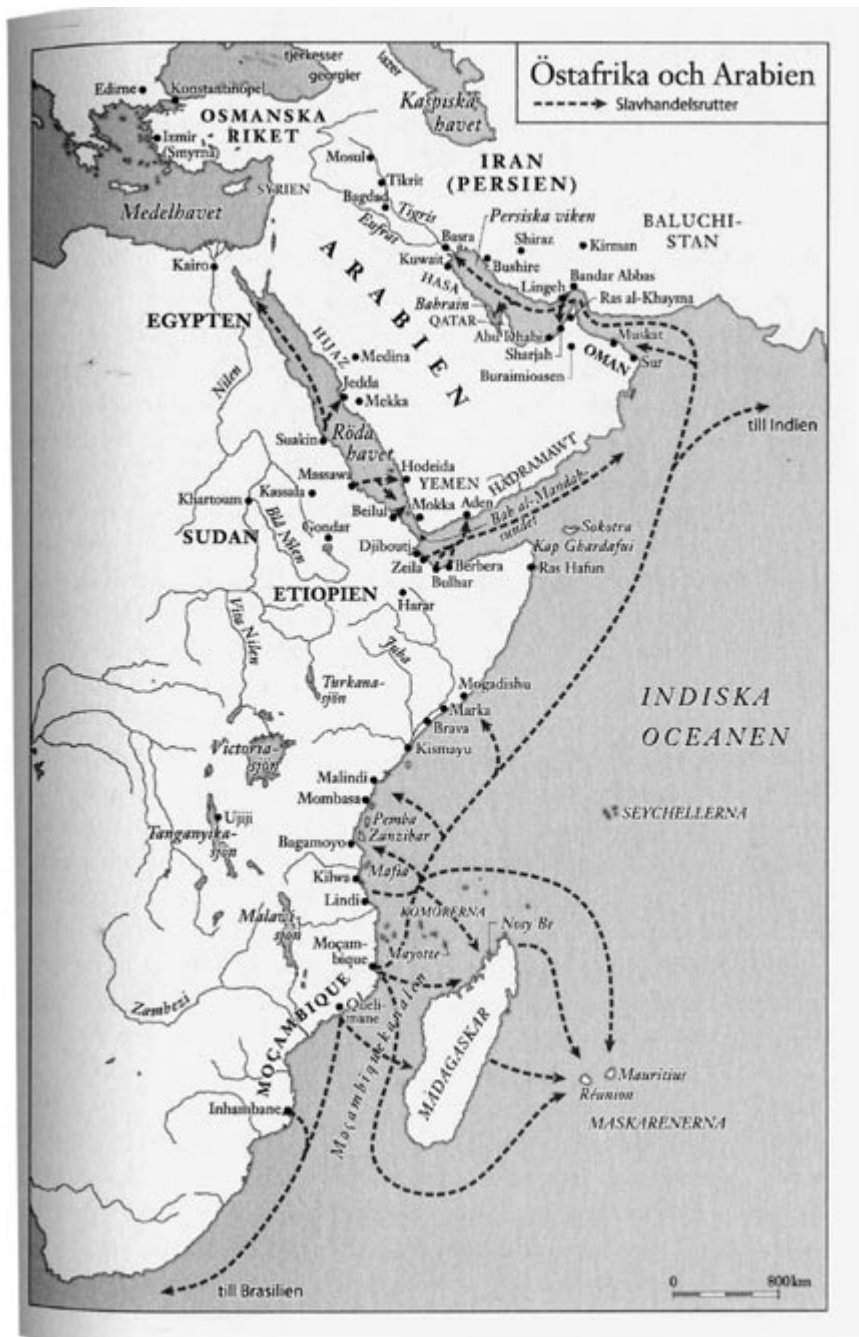 Östafrika och Arabien
Slavhandelsrutter
tjerkesser
georgier
lazer
Edirne
Konstantinopel
Kaspiska
havet
OSMANSKA
RIKET
Izmir
(Smyrna)
Mosul
IRAN
(PERSIEN)
Tikrit
SYRIEN
Bagdad
Medelhavet
Tigris
Eufrat
Persiska viken
BALUCHI-
STAN
Basra
Shiraz
Kirman
Kairo
Kuwait
Bushire
HASA
Lingeh
Bandar Abbas
Bahrain
Ras al-Khayma
EGYPTEN
ARABIEN
QATAR
HIJAZ
Abu Dhabi
Muskat
Medina
Sharjah
OMAN
Sur
Buraimioasen
Nilen
Jedda
Mekka
till Indien
Suakin
Röda
havet
HADRAMAWT
Massawa
Hodeida
YEMEN
Khartoum
Kassala
Mokka
Aden
Bab al-Mandab-
sundet
Beilul
Blå Nilen
Gondar
Sokotra
SUDAN
Djibouti
Kap Ghardafui
Zeila
Berbera
Ras Hafun
Bulhar
ETIOPIEN
Harar
Vita Nilen
Juba
Turkana-
sjön
Mogadishu
INDISKA
OCEANEN
Marka
Brava
Victoria-
sjön
Kismayu
Malindi
Mombasa
SEYCHELLERNA
Ujiji
Pemba
Tanganyika-
sjön
Zanzibar
Bagamoyo
Mafia
Kilwa
Lindi
KOMORERNA
Malawi-
sjön
Nosy Be
Moçam-
bique
Mayotte
Zambezi
Queli-
mane
MOÇAMBIQUE
Moçambiquekanalen
MADAGASKAR
Mauritius
Réunion
Inhambane
MASKARENERNA
till Brasilien
0 800km